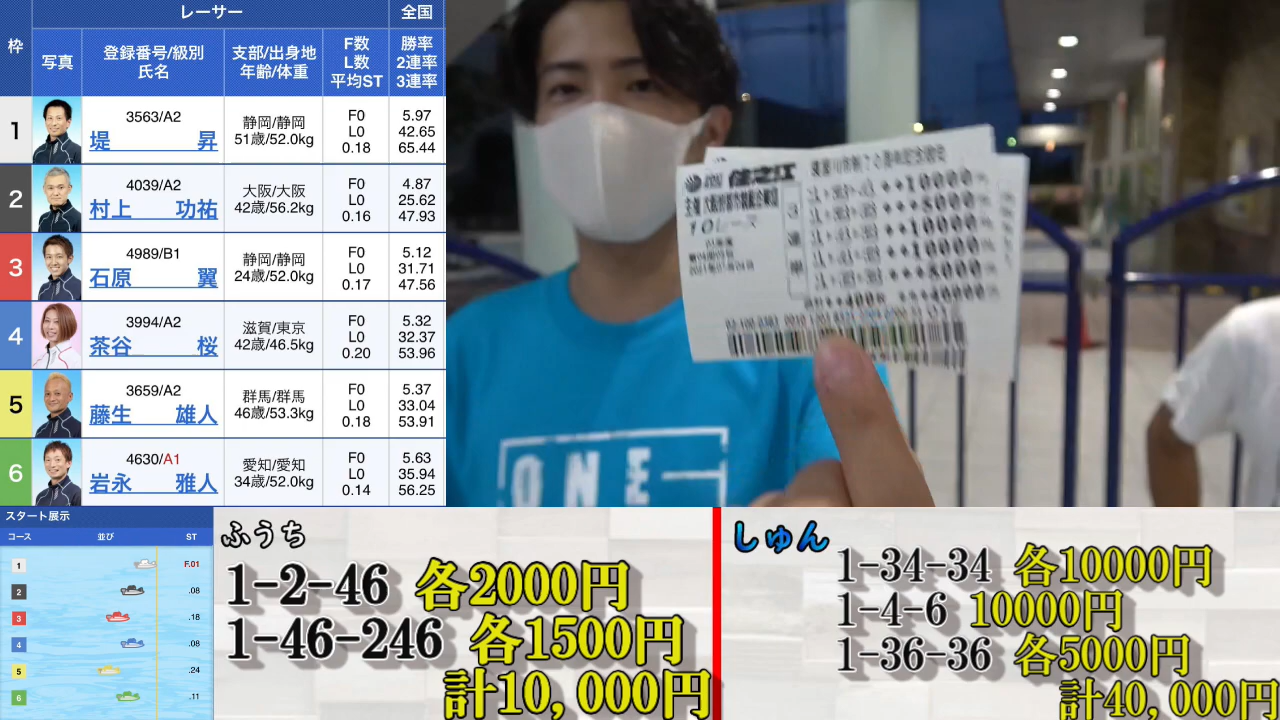 レーサー
全国
枠
写真
登録番号/級別
氏名
支部/出身地
年齢/体重
F数
L数
平均ST
勝率
2連率
3連率
1
3563/A2
堤 昇
静岡/静岡
51歳/52.0kg
F0
L0
0.18
5.97
42.65
65.44
2
4039/A2
村上 功祐
大阪/大阪
42歳/56.2kg
F0
L0
0.16
4.87
25.62
47.93
3
4989/B1
石原 翼
静岡/静岡
24歳/52.0kg
F0
L0
0.17
5.12
31.71
47.56
4
3994/A2
茶谷 桜
滋賀/東京
42歳/46.5kg
F0
L0
0.20
5.32
32.37
53.96
5
3659/A2
藤生 雄人
群馬/群馬
46歳/53.3kg
F0
L0
0.18
5.37
33.04
53.91
6
4630/A1
岩永 雅人
愛知/愛知
34歳/52.0kg
F0
L0
0.14
5.63
35.94
56.25
住之江
10レース
ONE
スタート展示
コース 並び ST
1 F.01
2 .08
3 .18
4 .08
5 .24
6 .11
ふうち
1-2-46 各2000円
1-46-246 各1500円
計10,000円
しゅん
1-34-34 各10000円
1-4-6 10000円
1-36-36 各5000円
計40,000円